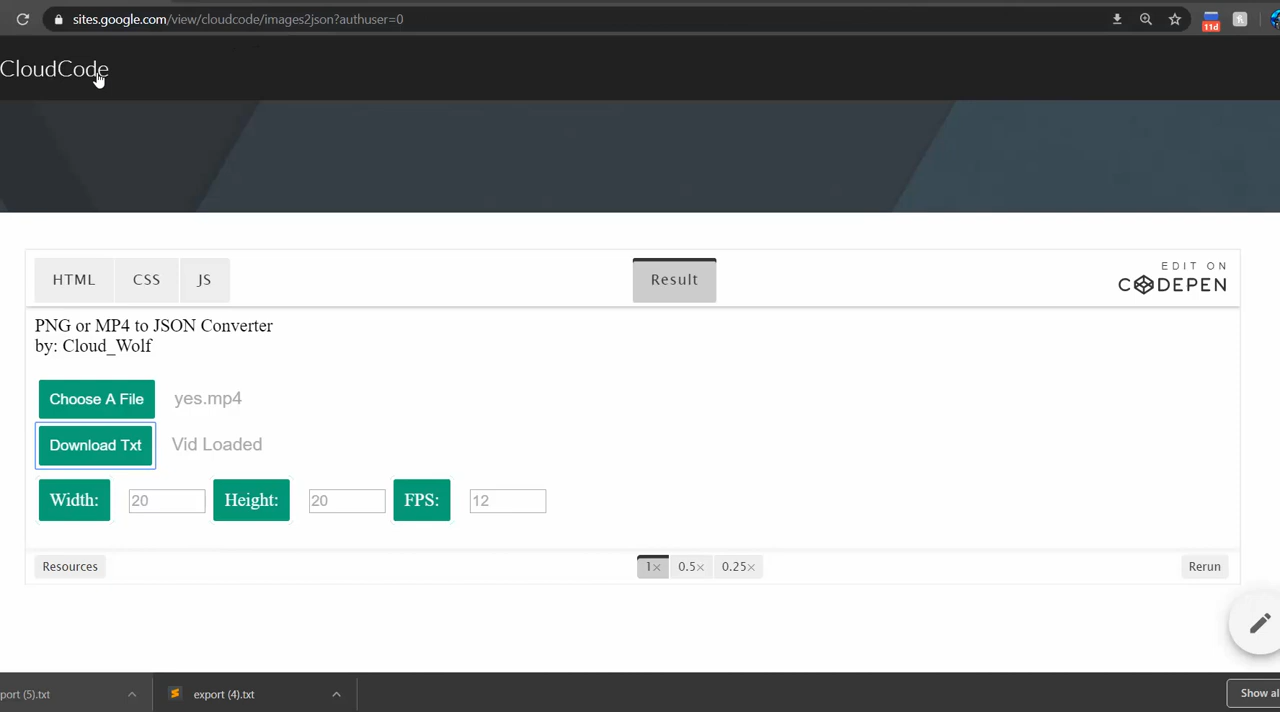 sites.google.com/view/cloudcode/images2json?authuser=0
11d
CloudCode
HTML CSS JS Result EDIT ON
CODEPEN
PNG or MP4 to JSON Converter
by: Cloud_Wolf
Choose A File yes.mp4
Download Txt Vid Loaded
Width: 20 Height: 20 FPS: 12
Resources 1× 0.5× 0.25× Rerun
port (5).txt export (4).txt Show al